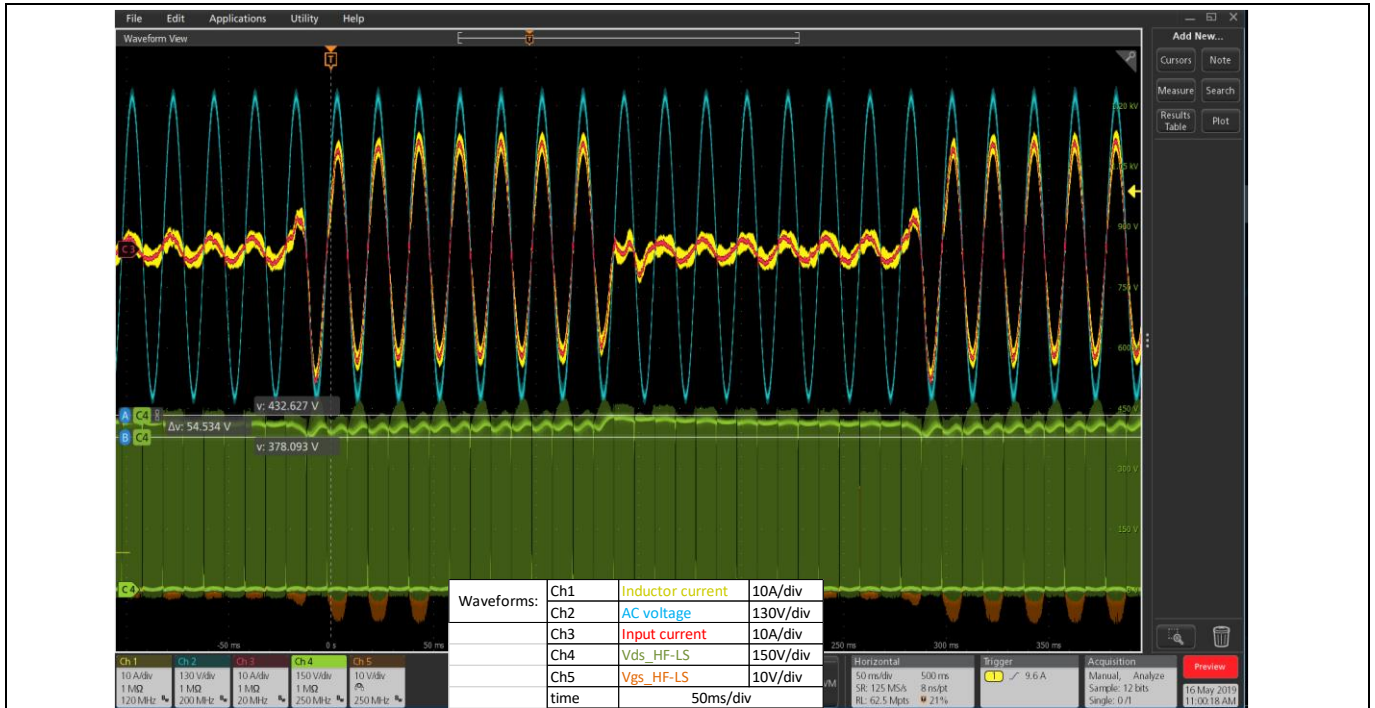 File Edit Applications Utility Help
Waveform View
Add New...
Cursors Note
Measure Search
Results Table Plot
T
T
C3
900 V
750 V
600
450 V
300 V
150 V
v: 432.627 V
A C4
Δv: 54.534 V
B C4
v: 378.093 V
C4
-50 ms 0 s 50 ms 250 ms 300 ms 350 ms
Waveforms: Ch1 Inductor current 10A/div
Ch2 AC voltage 130V/div
Ch3 Input current 10A/div
Ch4 Vds_HF-LS 150V/div
Ch5 Vgs_HF-LS 10V/div
time 50ms/div
Ch 1 Ch 2 Ch 3 Ch 4 Ch 5 Horizontal Trigger Acquisition
10 A/div 130 V/div 10 A/div 150 V/div 10 V/div 50 ms/div 500 ms 1 9.6 A Manual, Analyze Preview
1 MΩ 1 MΩ 1 MΩ 1 MΩ SR: 125 MS/s 8 ns/pt Sample: 12 bits 16 May 2019
120 MHz 200 MHz 20 MHz 250 MHz 250 MHz RL: 62.5 Mpts 21% Single: 0 /1 11:00:18 AM